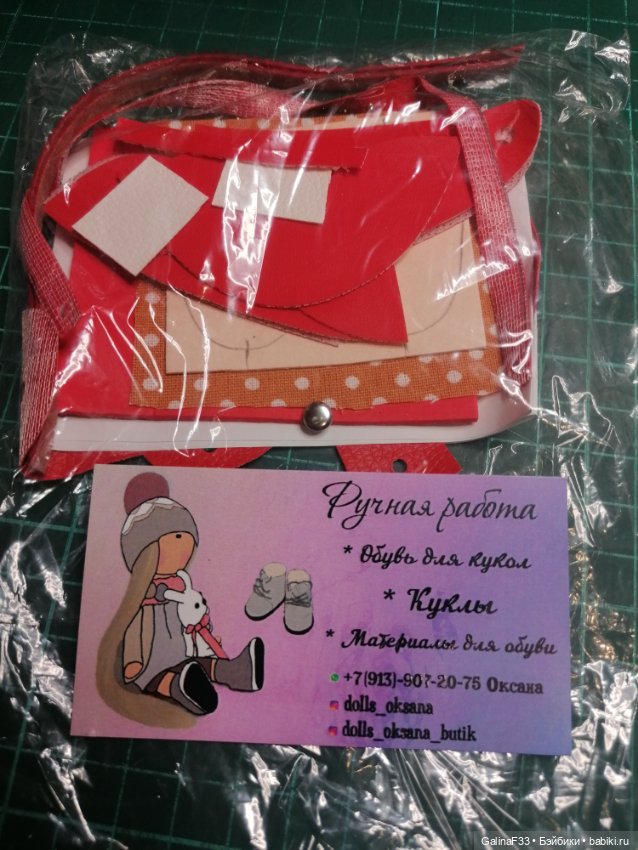 Ручная работа
* Обувь для кукол
* Куклы
* Материалы для обуви
+7(913)-907-20-75 Оксана
dolls_oksana
dolls_oksana_butik
GalinaF33 • Бэйбики • babiki.ru